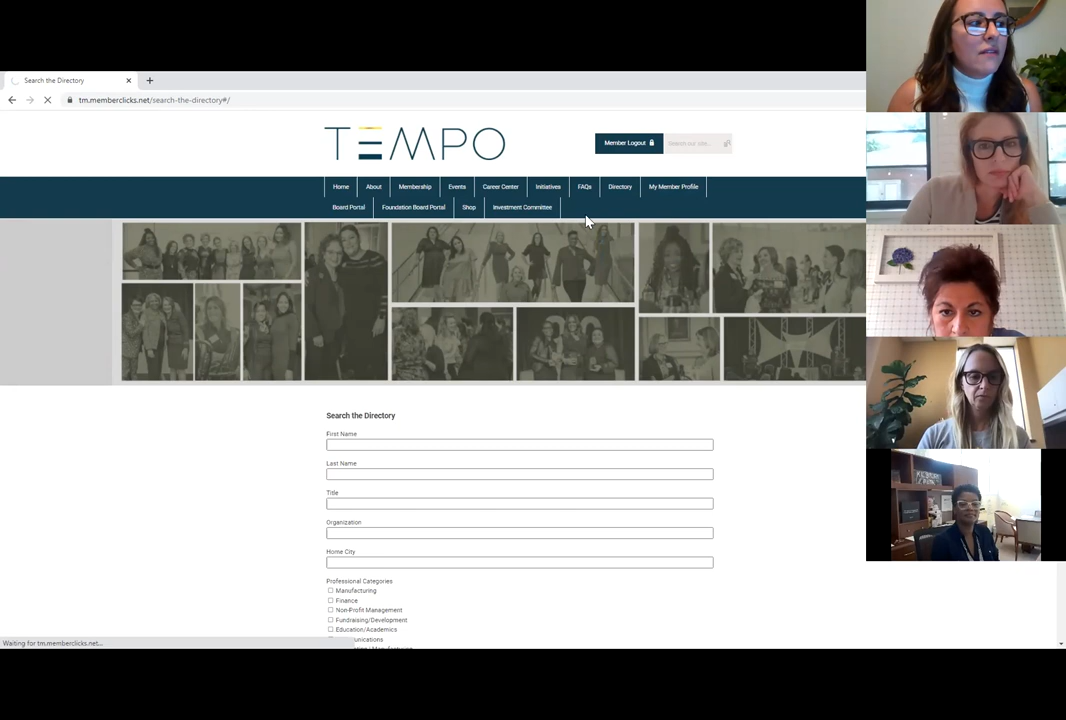 Search the Directory
tm.memberclicks.net/search-the-directory#/
TEMPO
Member Logout
Home
About
Membership
Events
Career Center
Initiatives
FAQs
Directory
My Member Profile
Board Portal
Foundation Board Portal
Shop
Investment Committee
Search the Directory
First Name
Last Name
Title
Organization
Home City
Professional Categories
Manufacturing
Finance
Non-Profit Management
Fundraising/Development
Education/Academics
Waiting for tm.memberclicks.net...